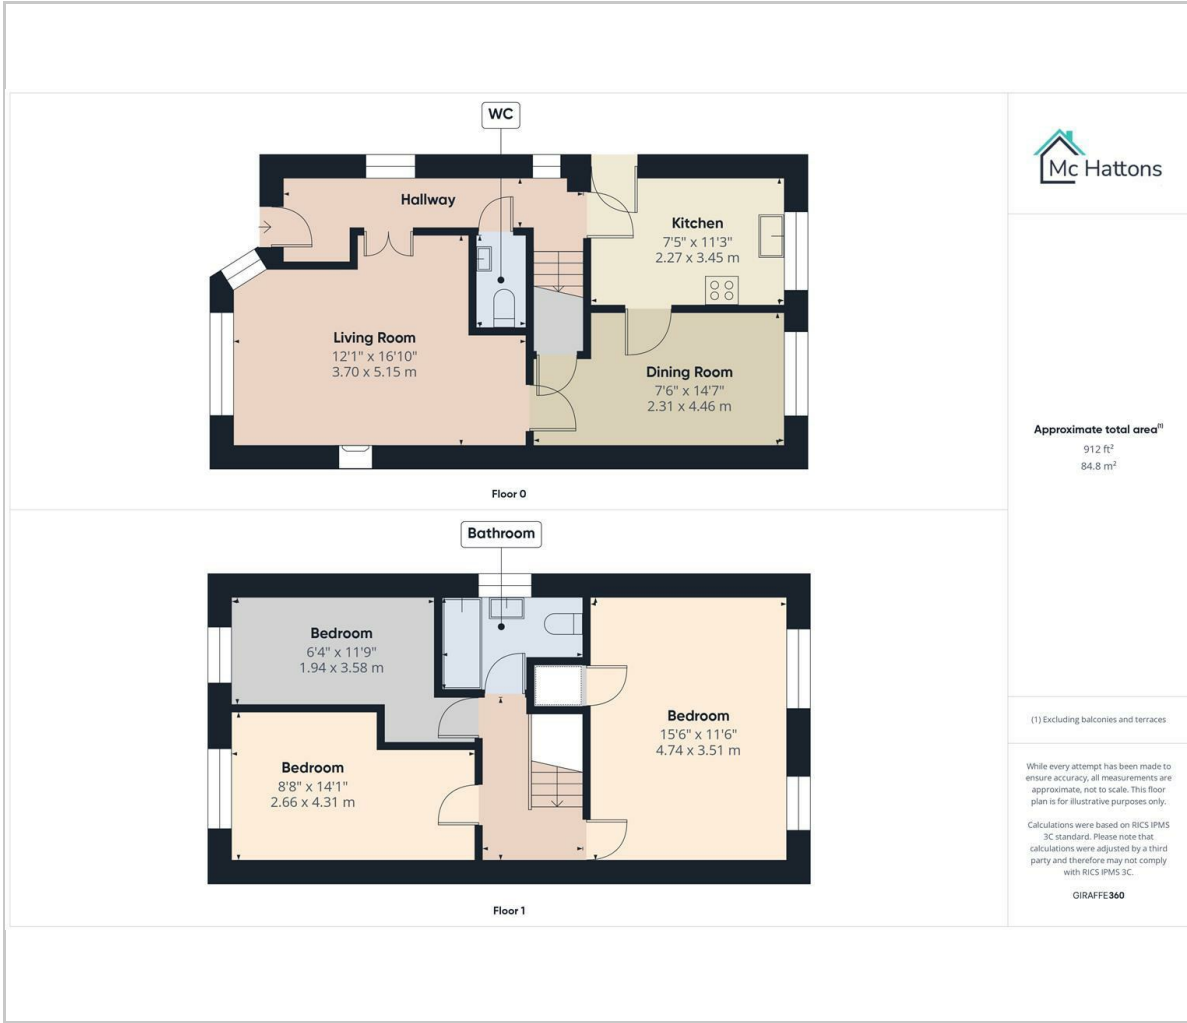 WC
Hallway
Kitchen
7'5" x 11'3"
2.27 x 3.45 m
Living Room
12'1" x 16'10"
3.70 x 5.15 m
Dining Room
7'6" x 14'7"
2.31 x 4.46 m
Floor 0
Bathroom
Bedroom
6'4" x 11'9"
1.94 x 3.58 m
Bedroom
15'6" x 11'6"
4.74 x 3.51 m
Bedroom
8'8" x 14'1"
2.66 x 4.31 m
Floor 1
Mc Hattons
Approximate total area(1)
912 ft²
84.8 m²
(1) Excluding balconies and terraces
While every attempt has been made to
ensure accuracy, all measurements are
approximate, not to scale. This floor
plan is for illustrative purposes only.
Calculations were based on RICS IPMS
3C standard. Please note that
calculations were adjusted by a third
party and therefore may not comply
with RICS IPMS 3C.
GIRAFFE360